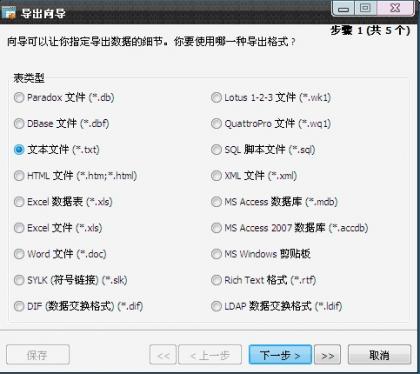 导出向导
步骤 1 (共 5 个)
向导可以让你指定导出数据的细节。你要使用哪一种导出格式？
表类型
Paradox 文件 (*.db)
Lotus 1-2-3 文件 (*.wk1)
DBase 文件 (*.dbf)
QuattroPro 文件 (*.wq1)
文本文件 (*.txt)
SQL 脚本文件 (*.sql)
HTML 文件 (*.htm;*.html)
XML 文件 (*.xml)
Excel 数据表 (*.xls)
MS Access 数据库 (*.mdb)
Excel 文件 (*.xls)
MS Access 2007 数据库 (*.accdb)
Word 文件 (*.doc)
MS Windows 剪贴板
SYLK (符号链接) (*.slk)
Rich Text 格式 (*.rtf)
DIF (数据交换格式) (*.dif)
LDAP 数据交换格式 (*.ldif)
保存 << < 上一步 下一步 > >> 取消